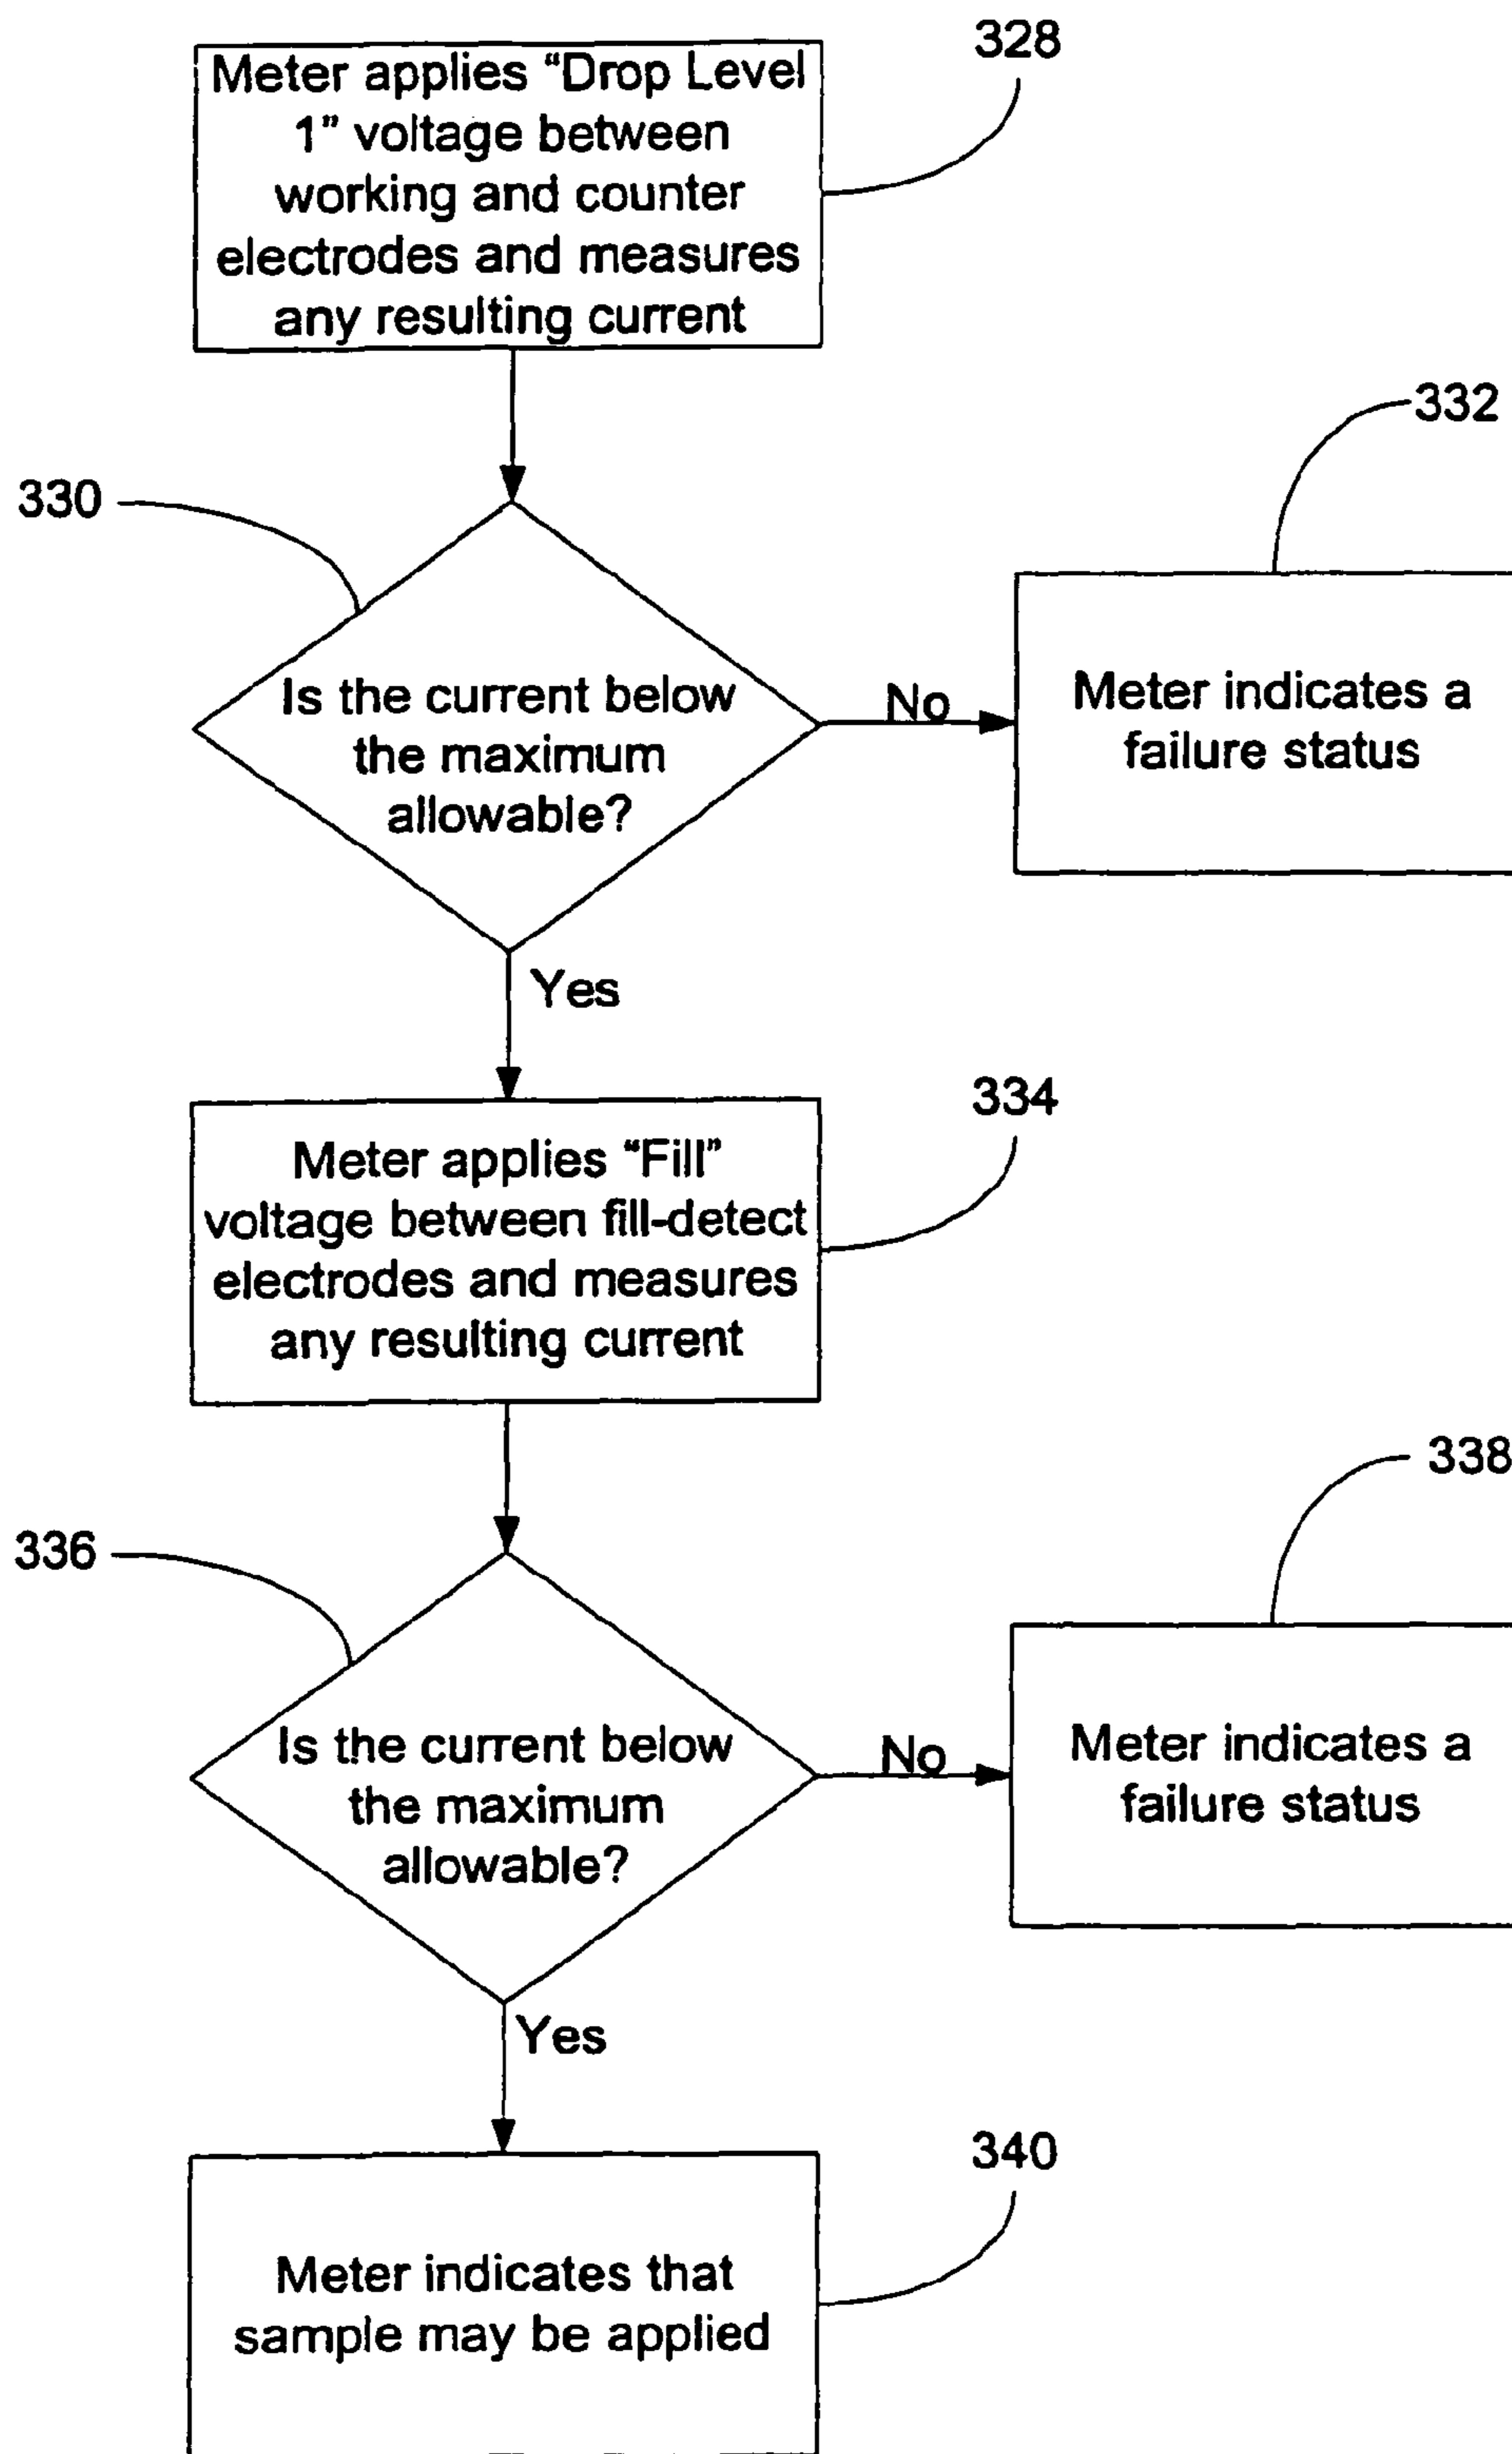 328
Meter applies “Drop Level
1” voltage between
working and counter
electrodes and measures
any resulting current
332
330
Is the current below
the maximum
allowable?
No
Meter indicates a
failure status
Yes
334
Meter applies “Fill”
voltage between fill-detect
electrodes and measures
any resulting current
338
336
Is the current below
the maximum
allowable?
No
Meter indicates a
failure status
Yes
340
Meter indicates that
sample may be applied